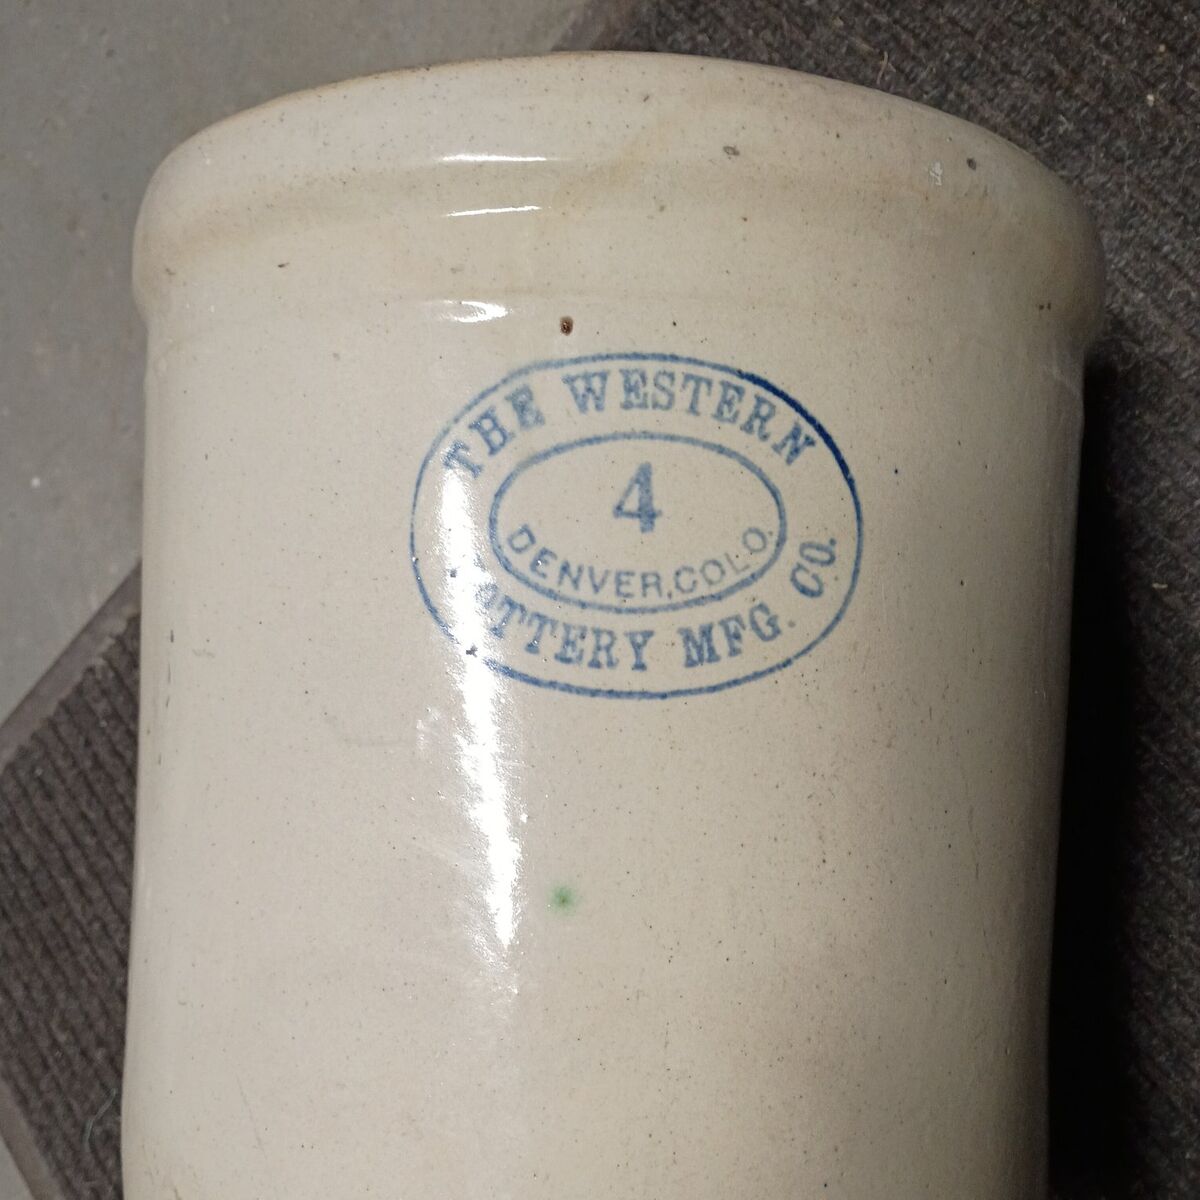 THE WESTERN
4
DENVER, COLO.
POTTERY MFG. CO.